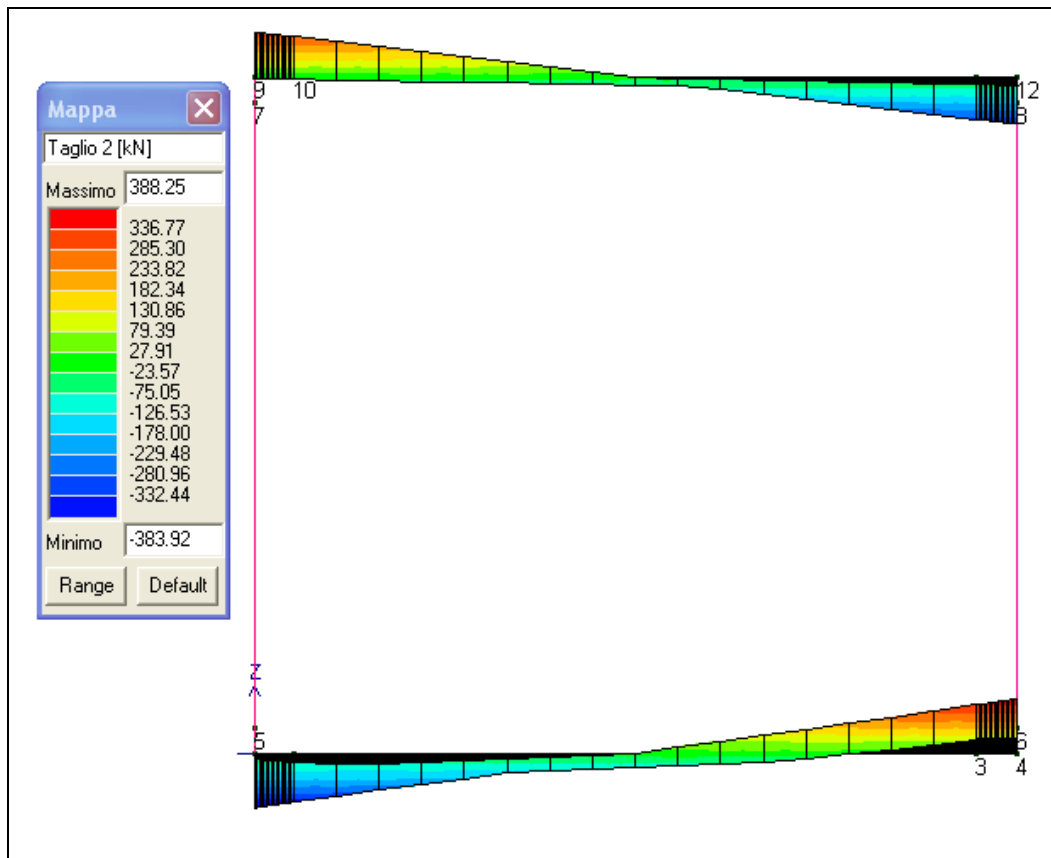 Mappa
Taglio 2 [kN]
Massimo 388.25
336.77
285.30
233.82
182.34
130.86
79.39
27.91
-23.57
-75.05
-126.53
-178.00
-229.48
-280.96
-332.44
Minimo -383.92
Range Default
9 10 12
7 8
Z
5 6
3 4